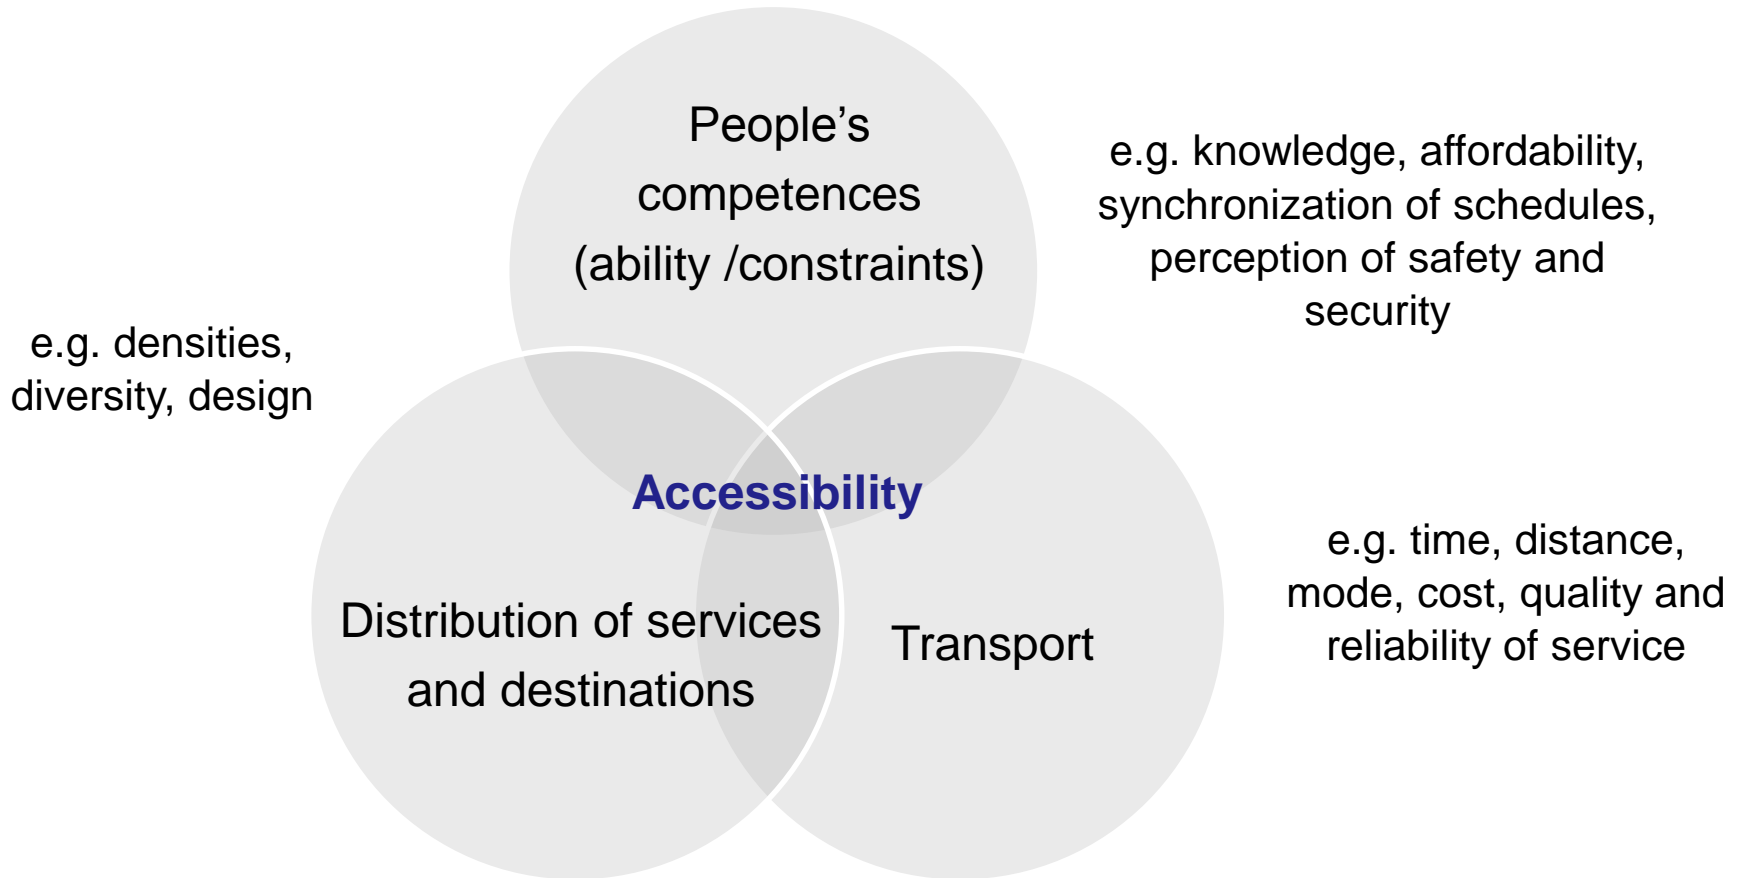 People’s
competences
(ability /constraints)
e.g. knowledge, affordability,
synchronization of schedules,
perception of safety and
security
e.g. densities,
diversity, design
Accessibility
Distribution of services
and destinations
Transport
e.g. time, distance,
mode, cost, quality and
reliability of service